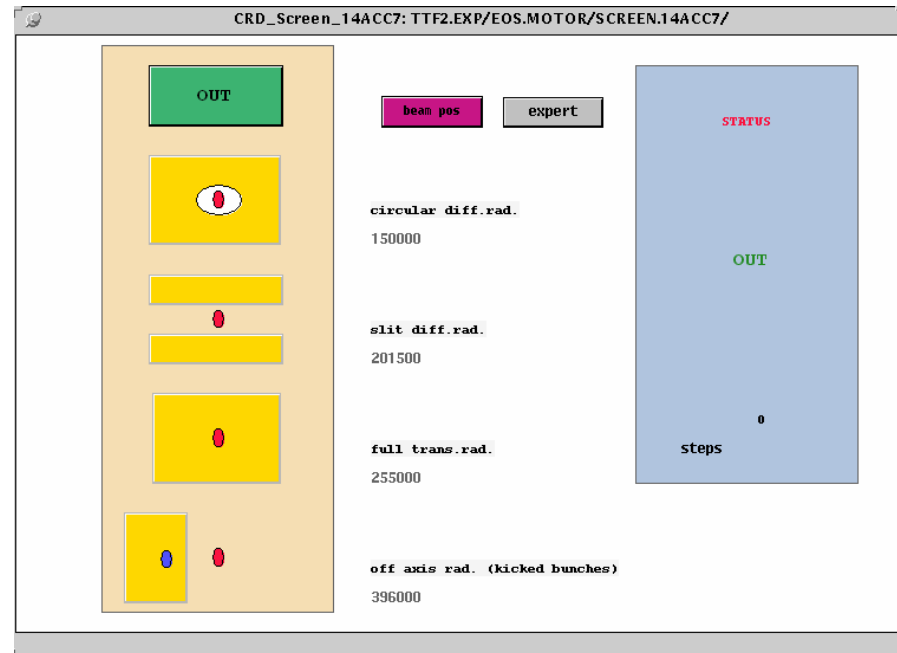 CRD_Screen_14ACC7: TTF2.EXP/EOS.MOTOR/SCREEN.14ACC7/
OUT
beam pos
expert
STATUS
circular diff.rad.
150000
OUT
slit diff.rad.
201500
0
full trans.rad.
steps
255000
off axis rad. (kicked bunches)
396000